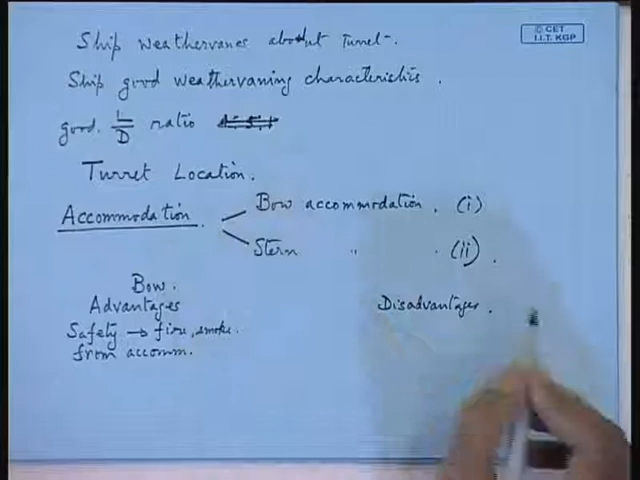 © CET
I.I.T. KGP
Ship weathervanes about Turret.
Ship good weathervaning characteristics.
good. L/D ratio
Turret Location.
Accommodation. Bow accommodation. (i)
Stern " . (ii).
Bow.
Advantages Disadvantages.
Safety → fire, smoke.
from accomm.